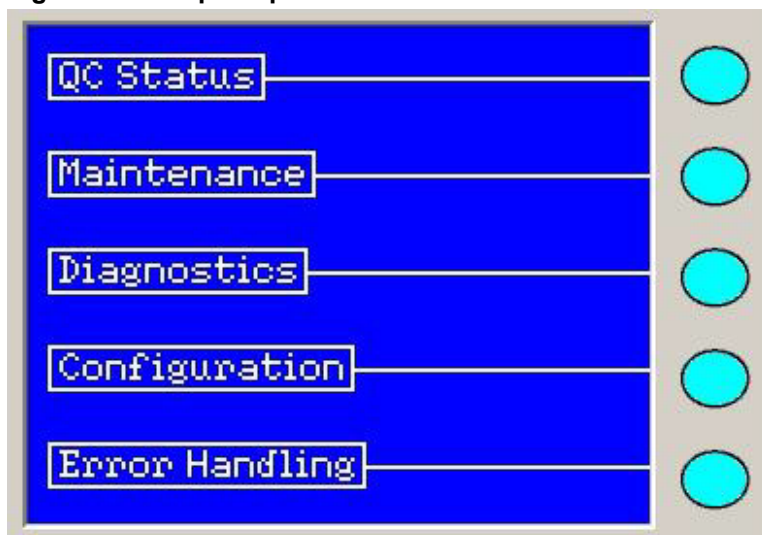 QC Status
Maintenance
Diagnostics
Configuration
Error Handling